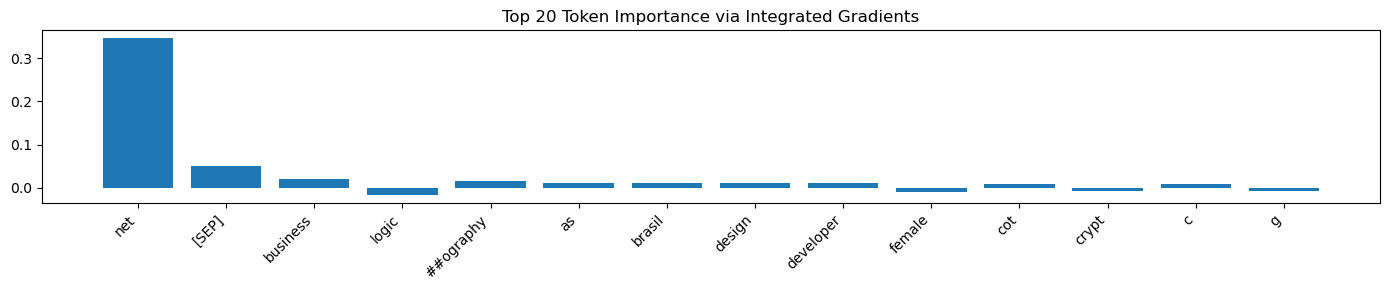 Top 20 Token Importance via Integrated Gradients
0.3
0.2
0.1
0.0
net
[SEP]
business
logic
##ography
as
brasil
design
developer
female
cot
crypt
c
g